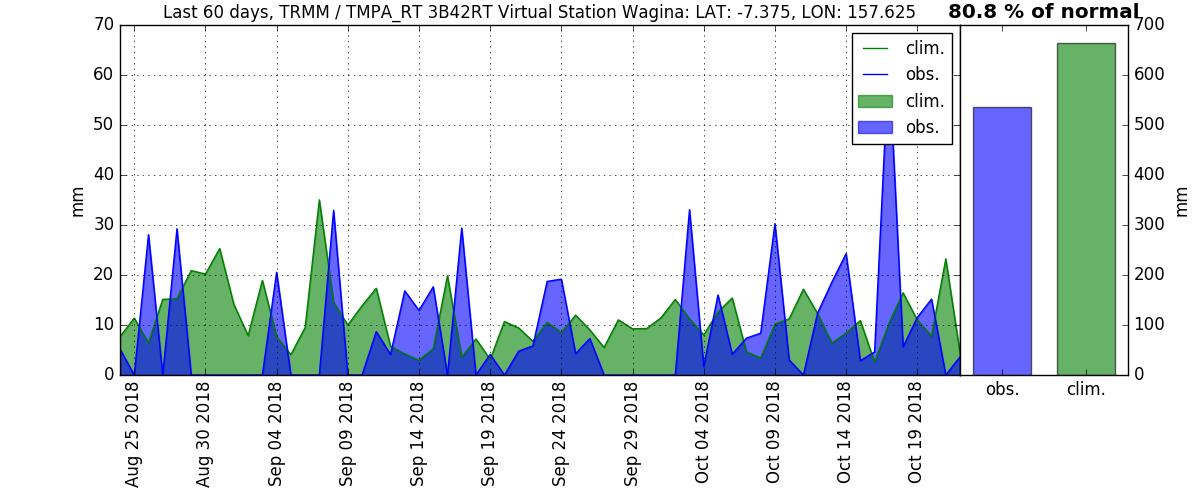 Last 60 days, TRMM / TMPA_RT 3B42RT Virtual Station Wagina: LAT: -7.375, LON: 157.625
80.8 % of normal
70
60
50
40
30
20
10
0
mm
clim.
obs.
clim.
obs.
700
600
500
400
300
200
100
0
mm
Aug 25 2018
Aug 30 2018
Sep 04 2018
Sep 09 2018
Sep 14 2018
Sep 19 2018
Sep 24 2018
Sep 29 2018
Oct 04 2018
Oct 09 2018
Oct 14 2018
Oct 19 2018
obs.
clim.